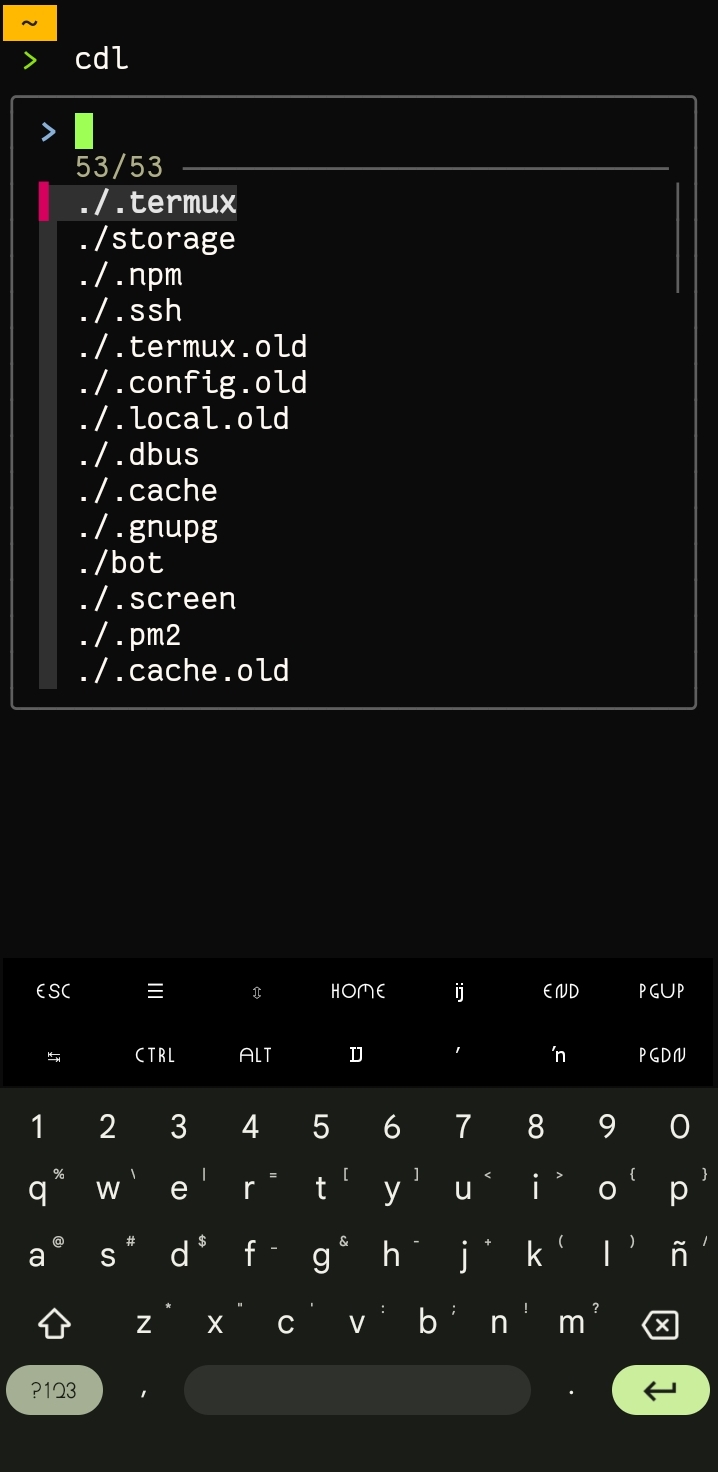 ~
> cdl
>
53/53
./.termux
./storage
./.npm
./.ssh
./.termux.old
./.config.old
./.local.old
./.dbus
./.cache
./.gnupg
./bot
./.screen
./.pm2
./.cache.old
ESC ☰ ⇳ HOME ij END PGUP
↹ CTRL ALT IJ ′ ŉ PGDN
1 2 3 4 5 6 7 8 9 0
q % w \ e | r = t [ y ] u < i > o { p }
a @ s # d $ f _ g & h - j + k ( l ) ñ /
z * x " c ' v : b ; n ! m ?
?123 , .